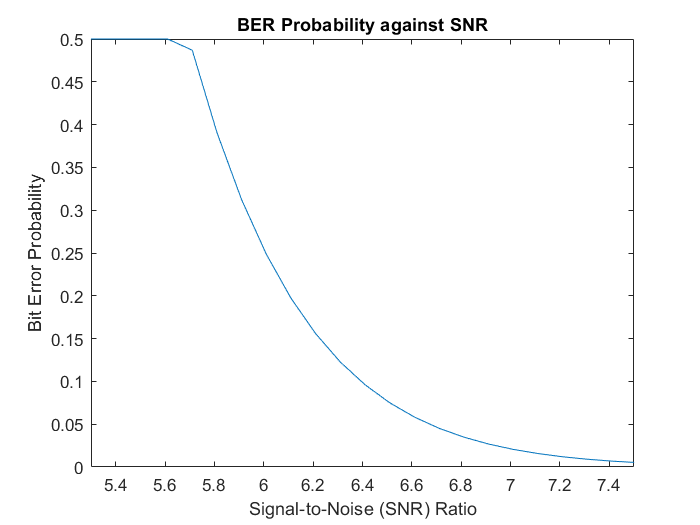 BER Probability against SNR
0.5
0.45
0.4
0.35
0.3
0.25
0.2
0.15
0.1
0.05
0
Bit Error Probability
5.4 5.6 5.8 6 6.2 6.4 6.6 6.8 7 7.2 7.4
Signal-to-Noise (SNR) Ratio